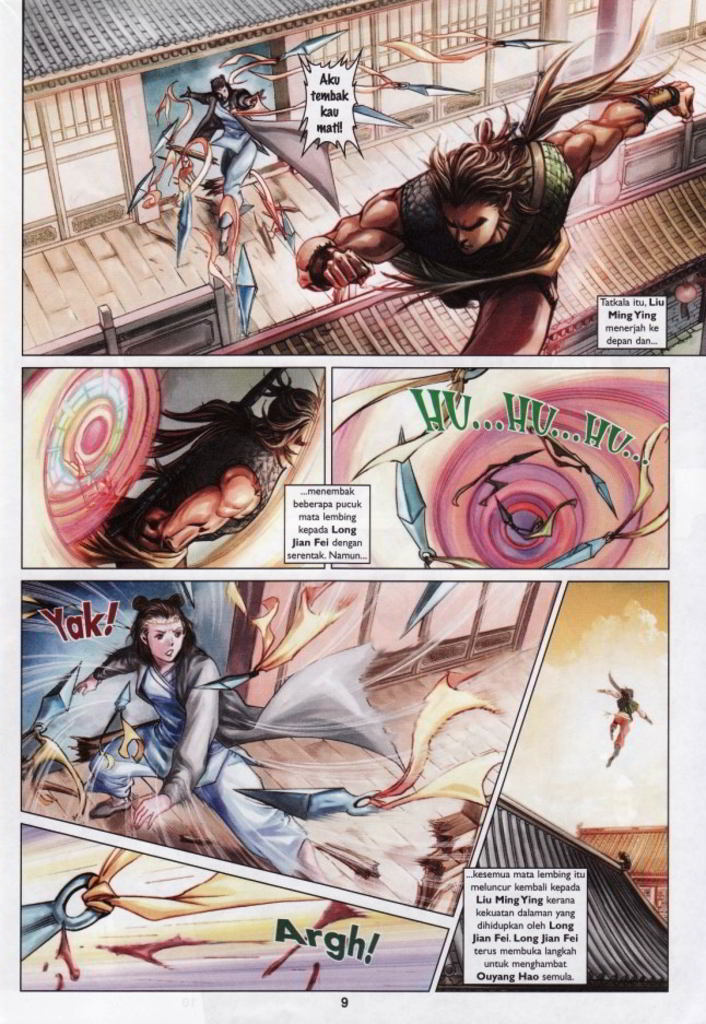 Aku
tembak
kau
mati!
Tatkala itu, Liu
Ming Ying
menerjah ke
depan dan...
...menembak
beberapa pucuk
mata lembing
kepada Long
Jian Fei dengan
serentak. Namun...
HU...HU...HU...
Yak!
...kesemua mata lembing itu
meluncur kembali kepada
Liu Ming Ying kerana
kekuatan dalaman yang
dihidupkan oleh Long
Jian Fei. Long Jian Fei
terus membuka langkah
untuk menghambat
Ouyang Hao semula.
Argh!
9